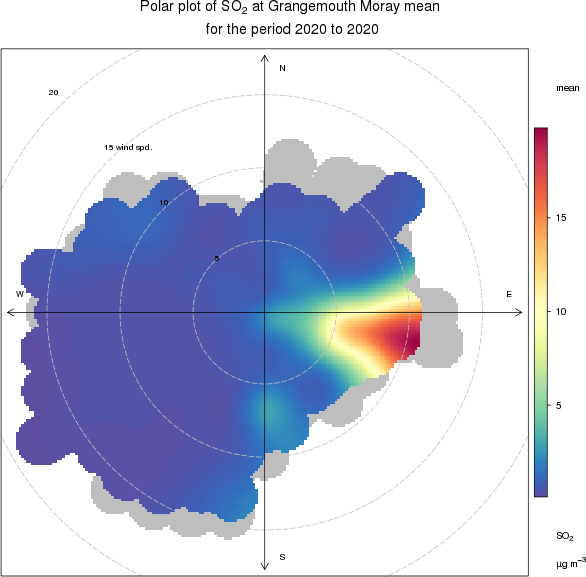 Polar plot of SO₂ at Grangemouth Moray mean
for the period 2020 to 2020
20
N
mean
15 wind spd.
15
10
5
W
E
10
5
SO₂
S
µg m⁻³